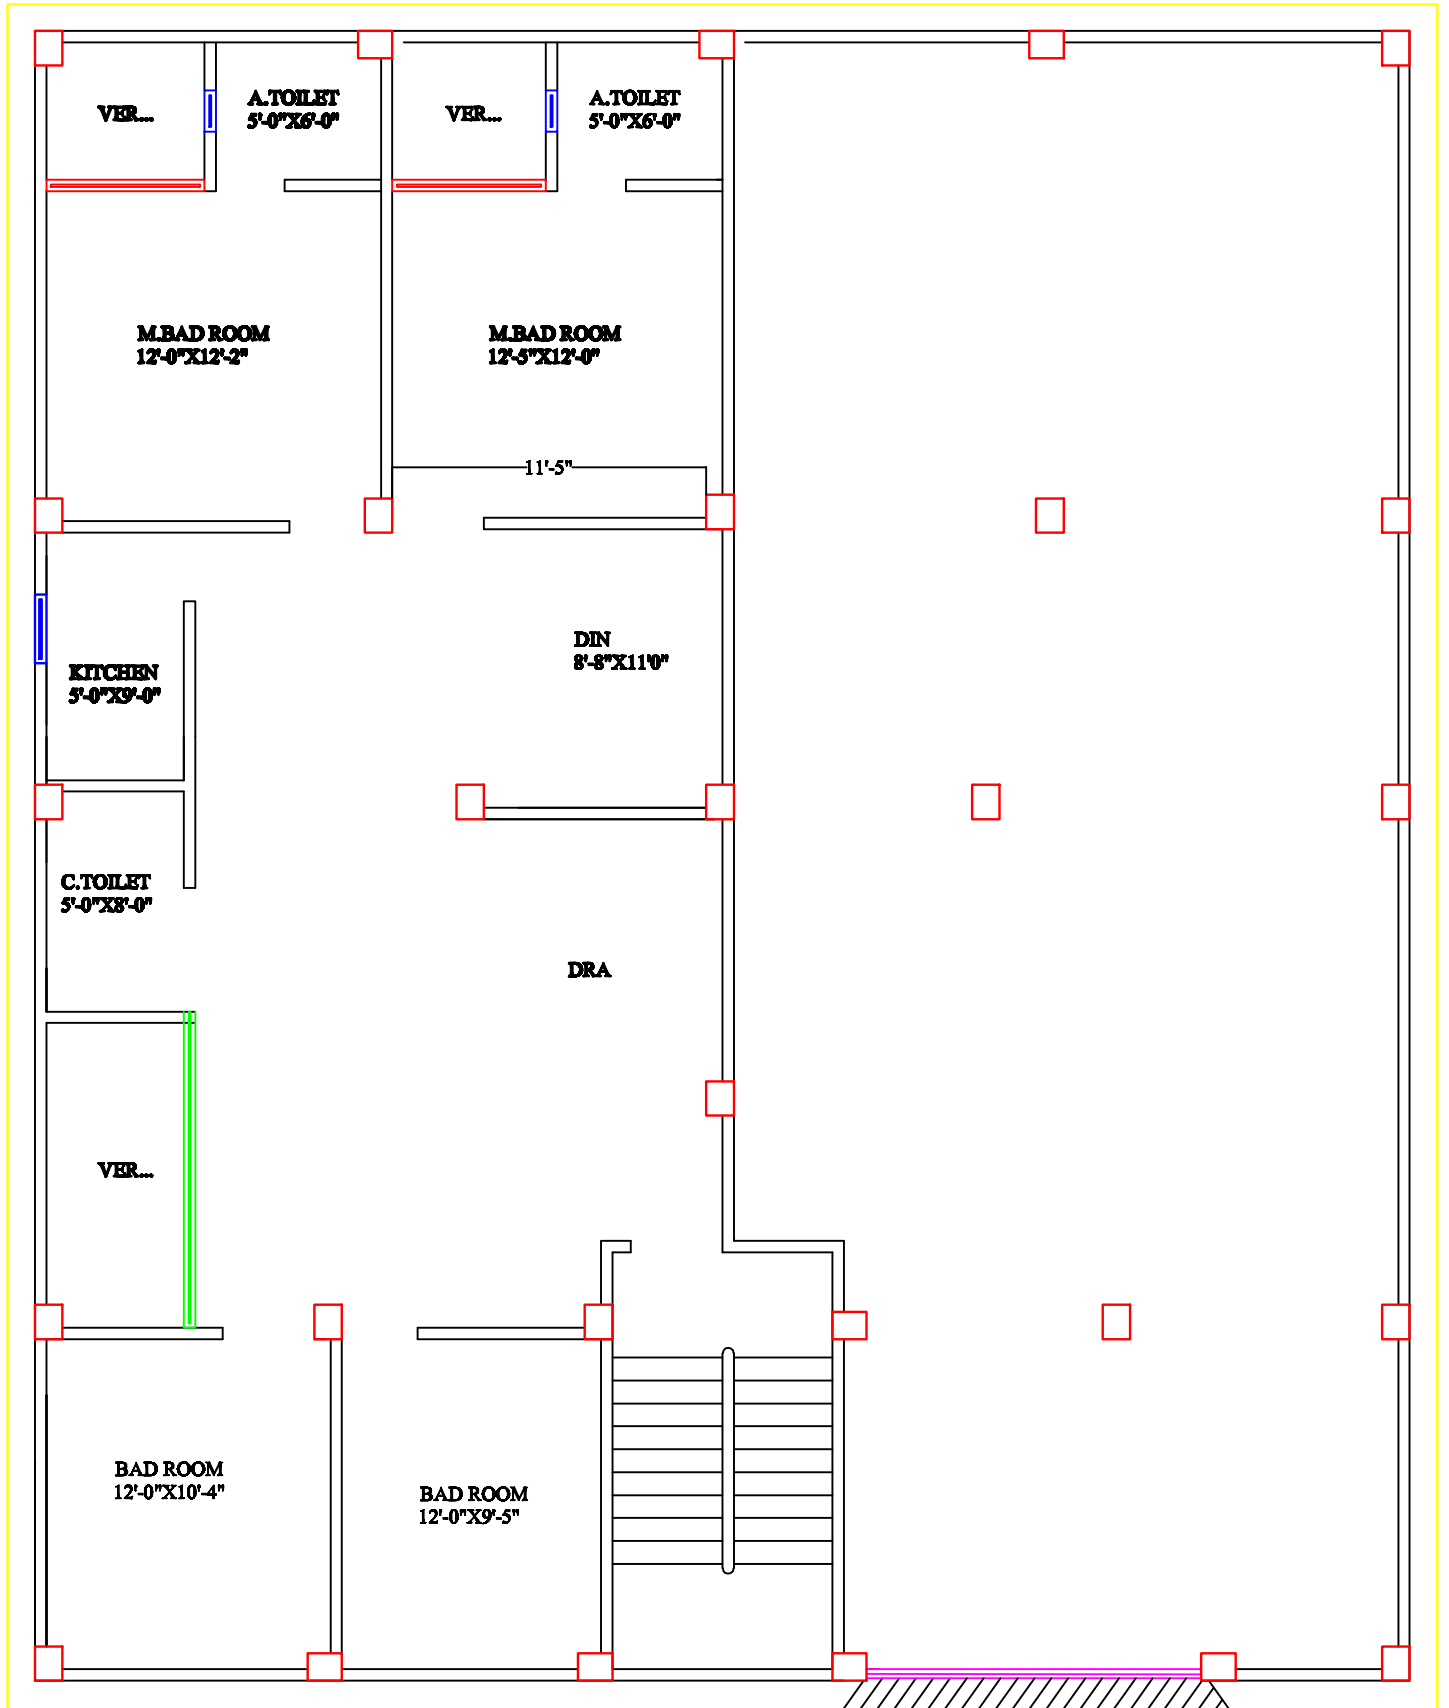 VER...
A.TOILET
5'-0"X6'-0"
VER...
A.TOILET
5'-0"X6'-0"
M.BAD ROOM
12'-0"X12'-2"
M.BAD ROOM
12'-5"X12'-0"
11'-5"
DIN
8'-8"X11'0"
KITCHEN
5'-0"X9'-0"
C.TOILET
5'-0"X8'-0"
DRA
VER...
BAD ROOM
12'-0"X10'-4"
BAD ROOM
12'-0"X9'-5"